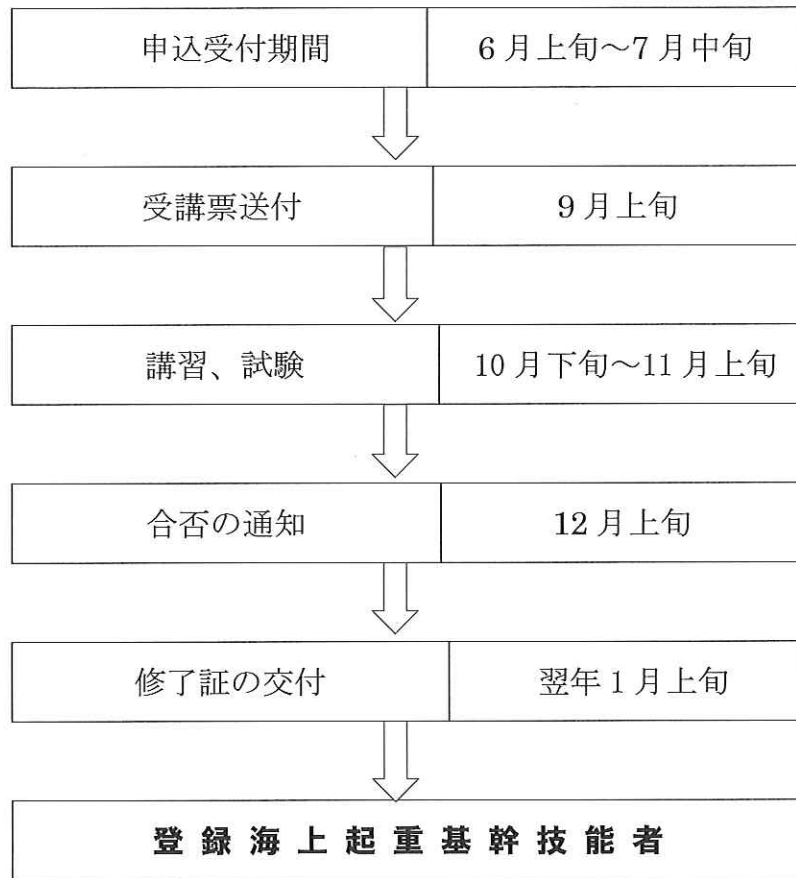 申込受付期間 6月上旬～7月中旬
受講票送付 9月上旬
講習、試験 10月下旬～11月上旬
合否の通知 12月上旬
修了証の交付 翌年1月上旬
登録海上起重基幹技能者